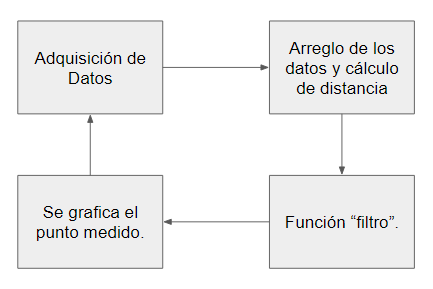 Adquisición de
Datos
Arreglo de los
datos y cálculo
de distancia
Se grafica el
punto medido.
Función “filtro”.